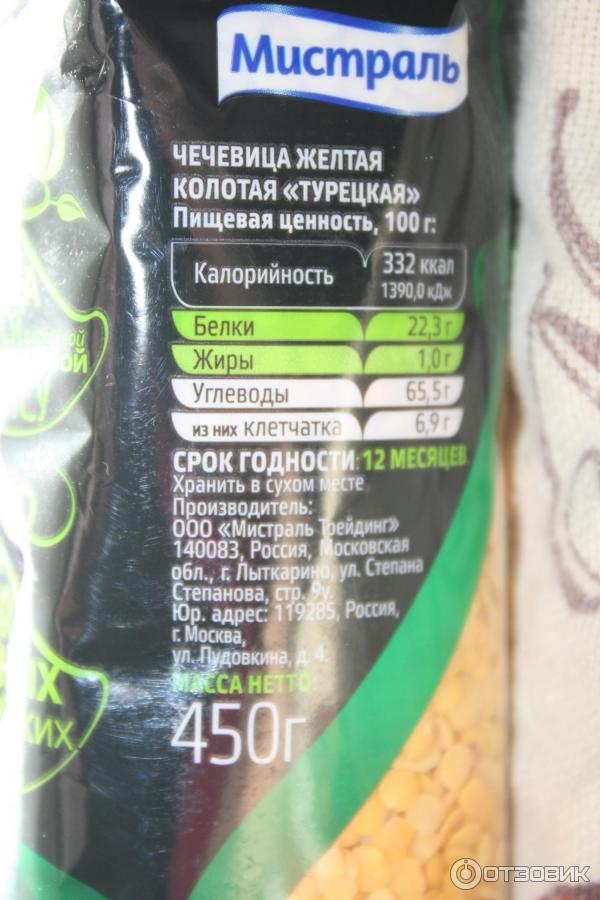 Мистраль
ЧЕЧЕВИЦА ЖЕЛТАЯ
КОЛОТАЯ «ТУРЕЦКАЯ»
Пищевая ценность, 100 г:
Калорийность 332 ккал
1390,0 кДж
Белки 22,3 г
Жиры 1,0 г
Углеводы 65,5 г
из них клетчатка 6,9 г
СРОК ГОДНОСТИ: 12 МЕСЯЦЕВ
Хранить в сухом месте
Производитель:
ООО «Мистраль Трейдинг»
140083, Россия, Московская
обл., г. Лыткарино, ул. Степана
Степанова, стр. 9у.
Юр. адрес: 119285, Россия,
г. Москва,
ул. Пудовкина, д. 4.
МАССА НЕТТО:
450г
ОТЗОВИК